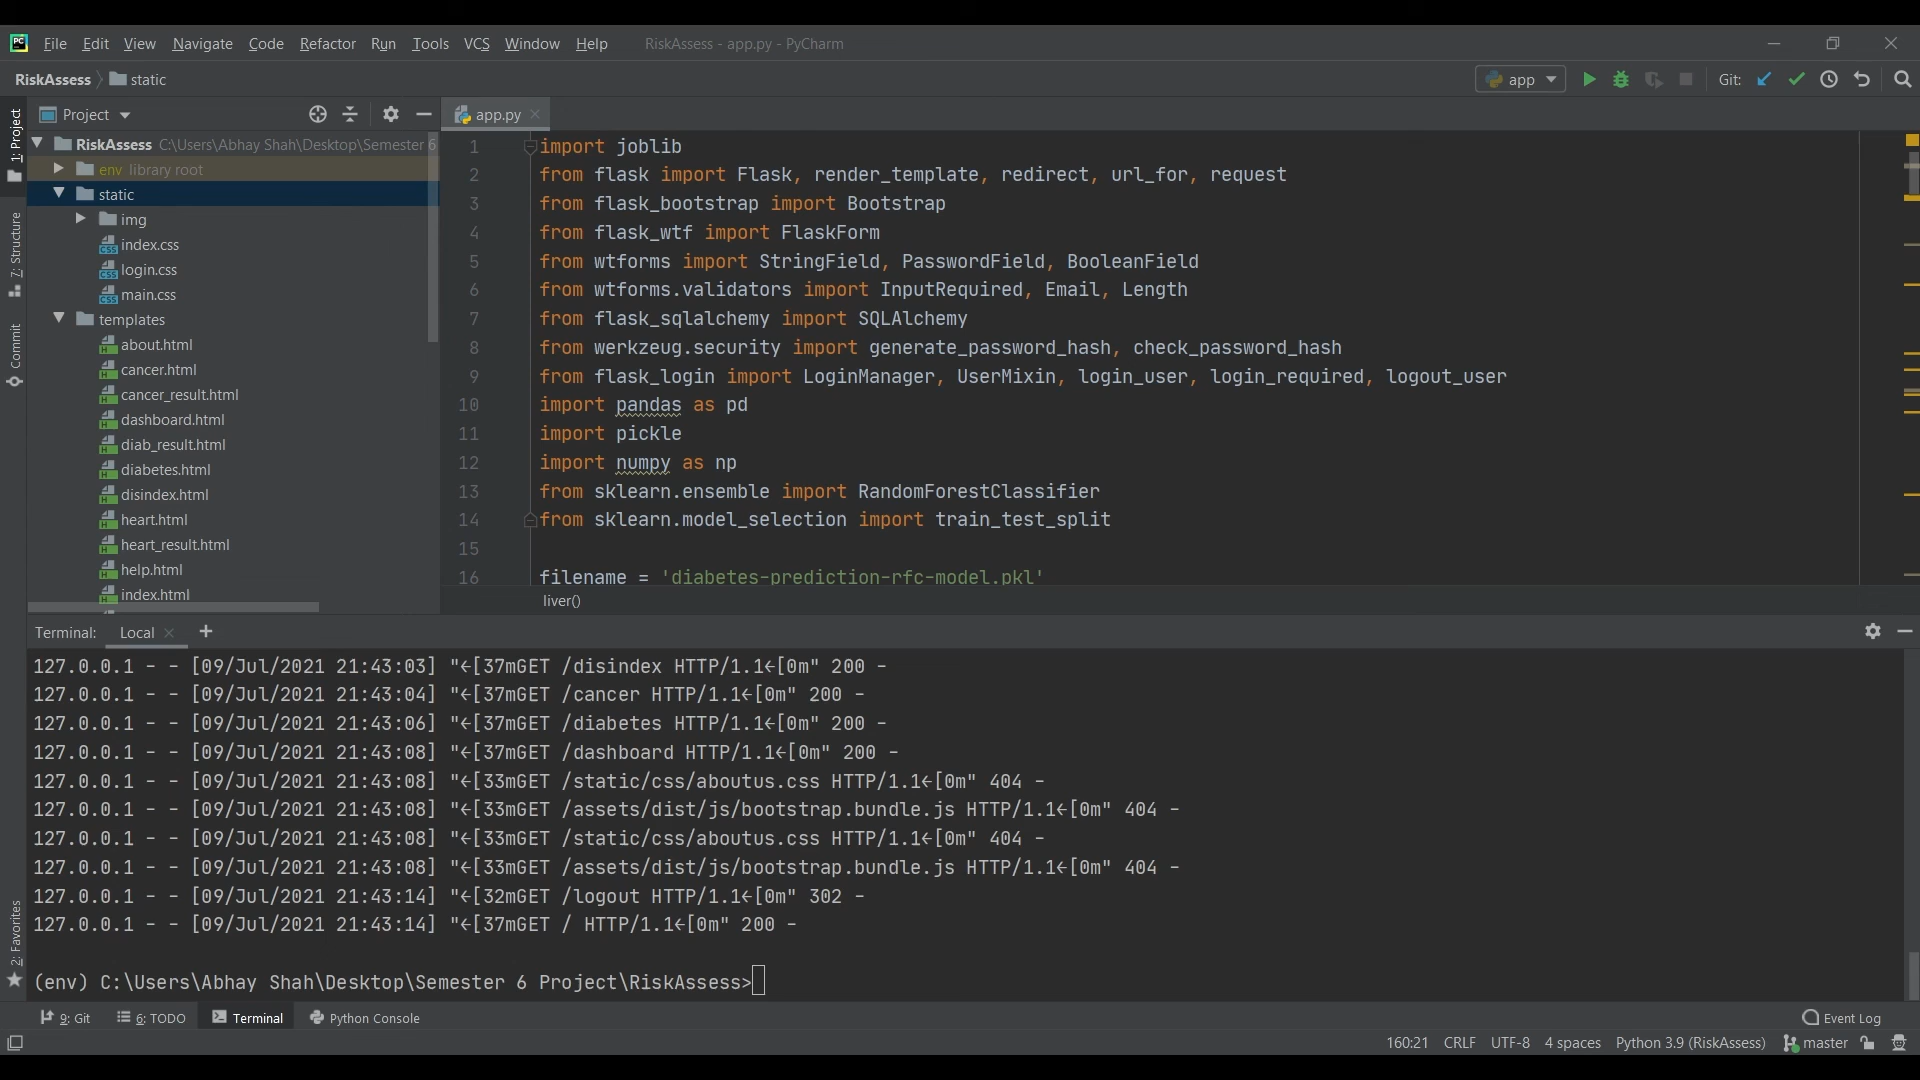 File Edit View Navigate Code Refactor Run Tools VCS Window Help RiskAssess - app.py - PyCharm
RiskAssess static app Git:
1: Project
7: Structure
Commit
2: Favorites
Project
RiskAssess C:\Users\Abhay Shah\Desktop\Semester 6
env library root
static
img
index.css
login.css
main.css
templates
about.html
cancer.html
cancer_result.html
dashboard.html
diab_result.html
diabetes.html
disindex.html
heart.html
heart_result.html
help.html
index.html
app.py
1 import joblib
2 from flask import Flask, render_template, redirect, url_for, request
3 from flask_bootstrap import Bootstrap
4 from flask_wtf import FlaskForm
5 from wtforms import StringField, PasswordField, BooleanField
6 from wtforms.validators import InputRequired, Email, Length
7 from flask_sqlalchemy import SQLAlchemy
8 from werkzeug.security import generate_password_hash, check_password_hash
9 from flask_login import LoginManager, UserMixin, login_user, login_required, logout_user
10 import pandas as pd
11 import pickle
12 import numpy as np
13 from sklearn.ensemble import RandomForestClassifier
14 from sklearn.model_selection import train_test_split
15
16 filename = 'diabetes-prediction-rfc-model.pkl'
liver()
Terminal: Local +
127.0.0.1 - - [09/Jul/2021 21:43:03] "←[37mGET /disindex HTTP/1.1←[0m" 200 -
127.0.0.1 - - [09/Jul/2021 21:43:04] "←[37mGET /cancer HTTP/1.1←[0m" 200 -
127.0.0.1 - - [09/Jul/2021 21:43:06] "←[37mGET /diabetes HTTP/1.1←[0m" 200 -
127.0.0.1 - - [09/Jul/2021 21:43:08] "←[37mGET /dashboard HTTP/1.1←[0m" 200 -
127.0.0.1 - - [09/Jul/2021 21:43:08] "←[33mGET /static/css/aboutus.css HTTP/1.1←[0m" 404 -
127.0.0.1 - - [09/Jul/2021 21:43:08] "←[33mGET /assets/dist/js/bootstrap.bundle.js HTTP/1.1←[0m" 404 -
127.0.0.1 - - [09/Jul/2021 21:43:08] "←[33mGET /static/css/aboutus.css HTTP/1.1←[0m" 404 -
127.0.0.1 - - [09/Jul/2021 21:43:08] "←[33mGET /assets/dist/js/bootstrap.bundle.js HTTP/1.1←[0m" 404 -
127.0.0.1 - - [09/Jul/2021 21:43:14] "←[32mGET /logout HTTP/1.1←[0m" 302 -
127.0.0.1 - - [09/Jul/2021 21:43:14] "←[37mGET / HTTP/1.1←[0m" 200 -
(env) C:\Users\Abhay Shah\Desktop\Semester 6 Project\RiskAssess>
9: Git 6: TODO Terminal Python Console Event Log
160:21 CRLF UTF-8 4 spaces Python 3.9 (RiskAssess) master